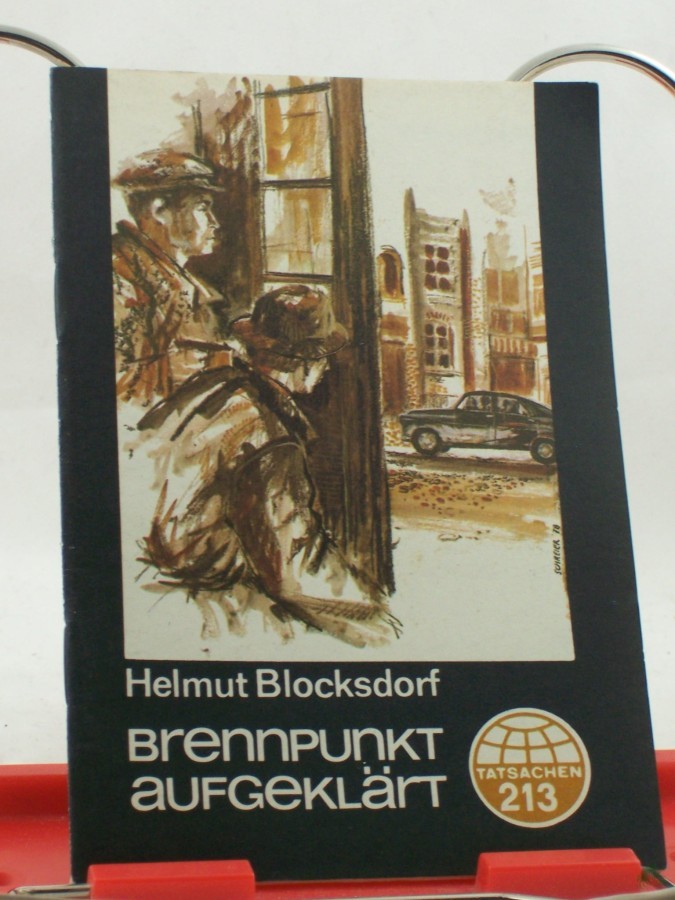 Helmut Blocksdorf
Brennpunkt
aufgeklärt
TATSACHEN
213